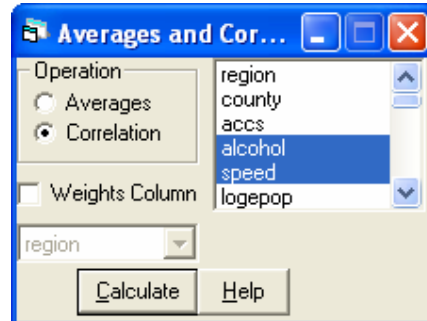 Averages and Cor...
Operation
Averages
Correlation
Weights Column
region
region
county
accs
alcohol
speed
logepop
Calculate
Help